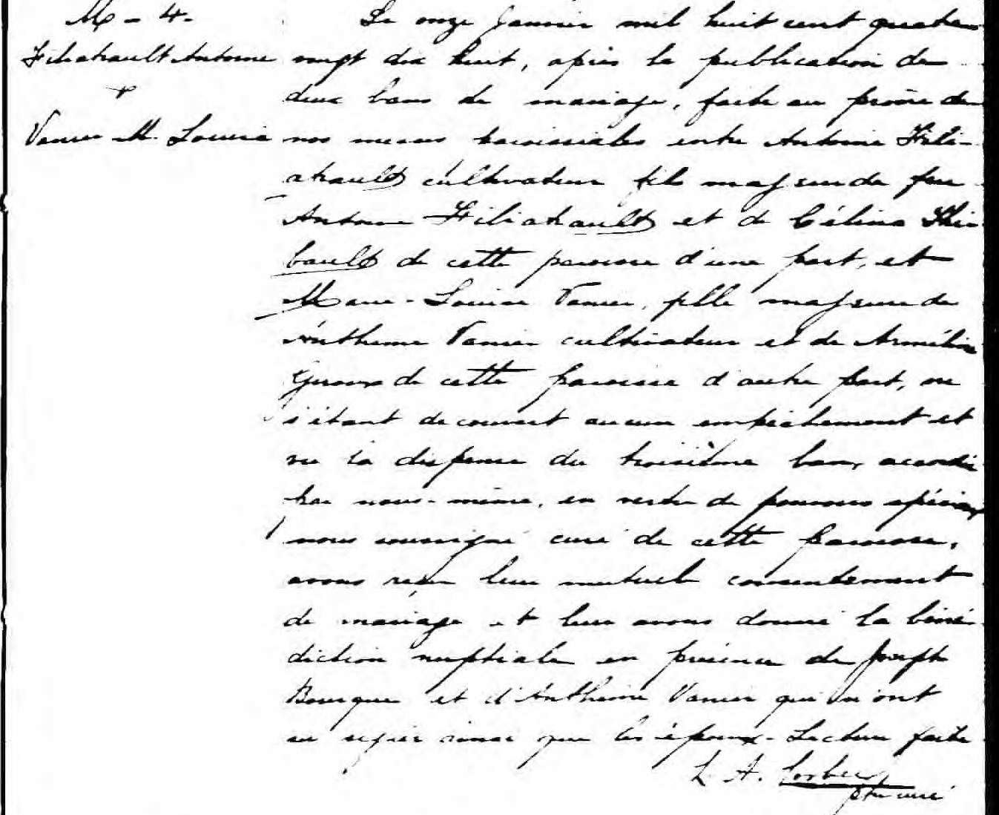 M - 4 -
Filiatrault Antoine
+
Vanier M. Louisa
Le onze Janvier mil huit cent quatre
vingt dix huit, après la publication de
deux bans de mariage, faite au prône de
nos messes paroissiales entre Antoine Filia-
atrault cultivateur fils majeur de feu
Antoine Filiatrault et de Célina Thi
bault de cette paroisse d'une part, et
Marie-Louise Vanier, fille majeure de
Anthime Vanier cultivateur et de Arméline
Giroux de cette paroisse d'autre part, ne
s'étant découvert aucun empêchement et
vu la dispense du troisième ban accordée
par nous-même, en vertu de pouvoirs spéciaux
nous soussigné curé de cette paroisse,
avons reçu leur mutuel consentement
de mariage et leur avons donné la béné
diction nuptiale en présence de Joseph
Bourque et d'Anthime Vanier qui n'ont
su signer ainsi que les époux - Lecture faite
L. A.
ptre curé